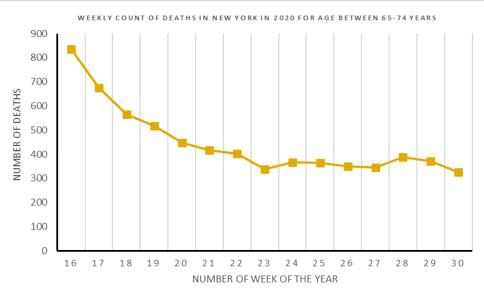 WEEKLY COUNT OF DEATHS IN NEW YORK IN 2020 FOR AGE BETWEEN 65-74 YEARS
900
800
700
600
500
400
300
200
100
0
NUMBER OF DEATHS
16 17 18 19 20 21 22 23 24 25 26 27 28 29 30
NUMBER OF WEEK OF THE YEAR